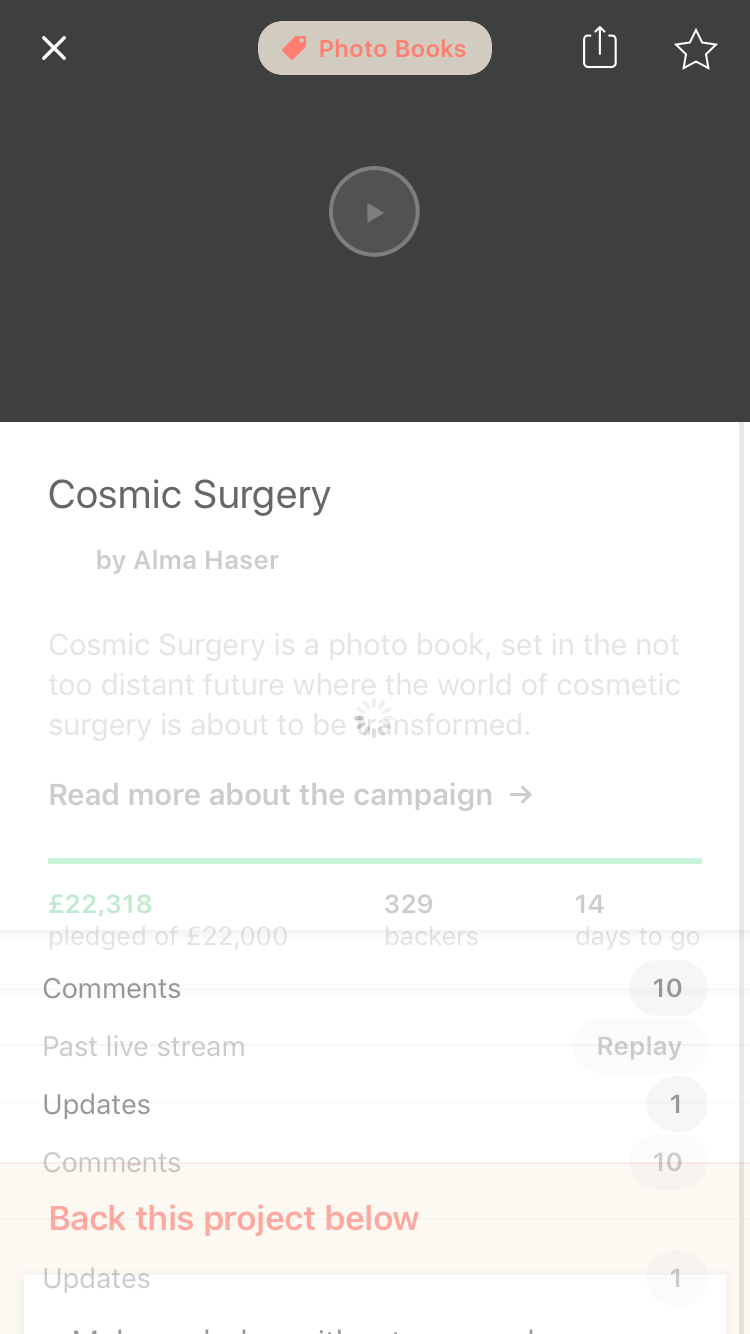 Photo Books
Cosmic Surgery
by Alma Haser
Cosmic Surgery is a photo book, set in the not
too distant future where the world of cosmetic
surgery is about to be transformed.
Read more about the campaign →
£22,318 329 14
pledged of £22,000 backers days to go
Comments 10
Past live stream Replay
Updates 1
Comments 10
Back this project below
Updates 1